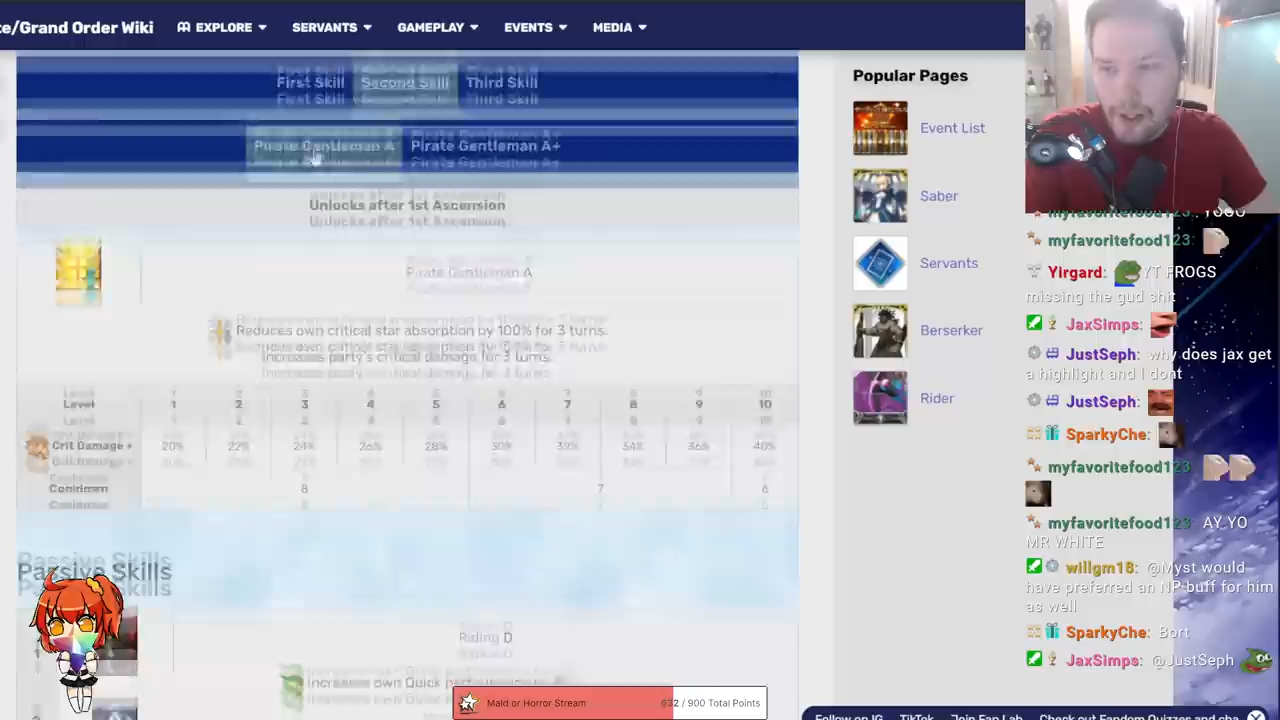 te/Grand Order Wiki
EXPLORE
SERVANTS
GAMEPLAY
EVENTS
MEDIA
First Skill
Second Skill
Third Skill
Pirate Gentleman A
Pirate Gentleman A+
Unlocks after 1st Ascension
Pirate Gentleman A
Reduces own critical star absorption by 100% for 3 turns.
Increases party's critical damage for 3 turns.
Level 1 2 3 4 5 6 7 8 9 10
Crit Damage + 20% 22% 24% 26% 28% 30% 32% 34% 36% 40%
8 7 6
Passive Skills
Riding D
Increases own Quick
Popular Pages
Event List
Saber
Servants
Berserker
Rider
myfavoritefood123:
myfavoritefood123:
Yirgard: YT FROGS
missing the gud shit
JaxSimps:
JustSeph: why does jax get
a highlight and I dont
JustSeph:
SparkyChe:
myfavoritefood123
myfavoritefood123: AY YO
MR WHITE
willgm18: @Myst would
have preferred an NP buff for him
as well
SparkyChe: Bort
JaxSimps: @JustSeph
Maid or Horror Stream
632 / 900 Total Points
Follow on IG
TikTok
Join Fan Lab
Check out Fandom Quizzes and cha